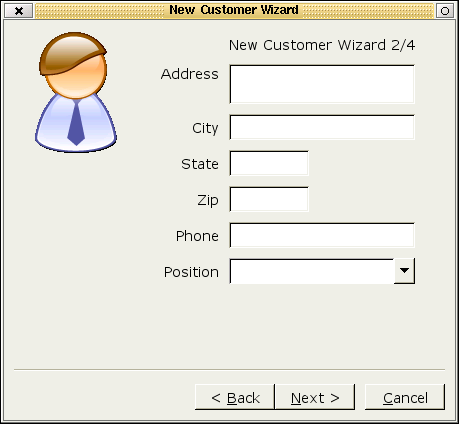 New Customer Wizard
New Customer Wizard 2/4
Address
City
State
Zip
Phone
Position
< Back Next > Cancel